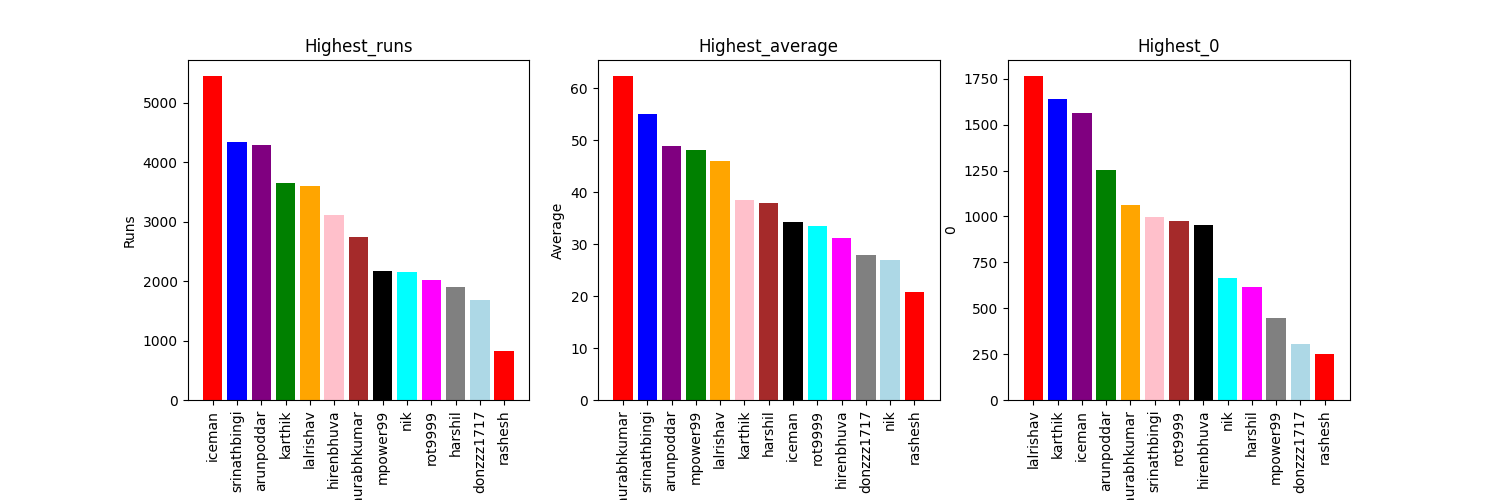 Highest_runs
Runs
5000
4000
3000
2000
1000
0
iceman
srinathbingi
arunpoddar
karthik
lalrishav
hirenbhuva
urabhkumar
mpower99
nik
rot9999
harshil
donzzz1717
rashesh
Highest_average
Average
60
50
40
30
20
10
0
urabhkumar
srinathbingi
arunpoddar
mpower99
lalrishav
karthik
harshil
iceman
rot9999
hirenbhuva
donzzz1717
nik
rashesh
Highest_0
0
1750
1500
1250
1000
750
500
250
0
lalrishav
karthik
iceman
arunpoddar
urabhkumar
srinathbingi
rot9999
hirenbhuva
nik
harshil
mpower99
donzzz1717
rashesh